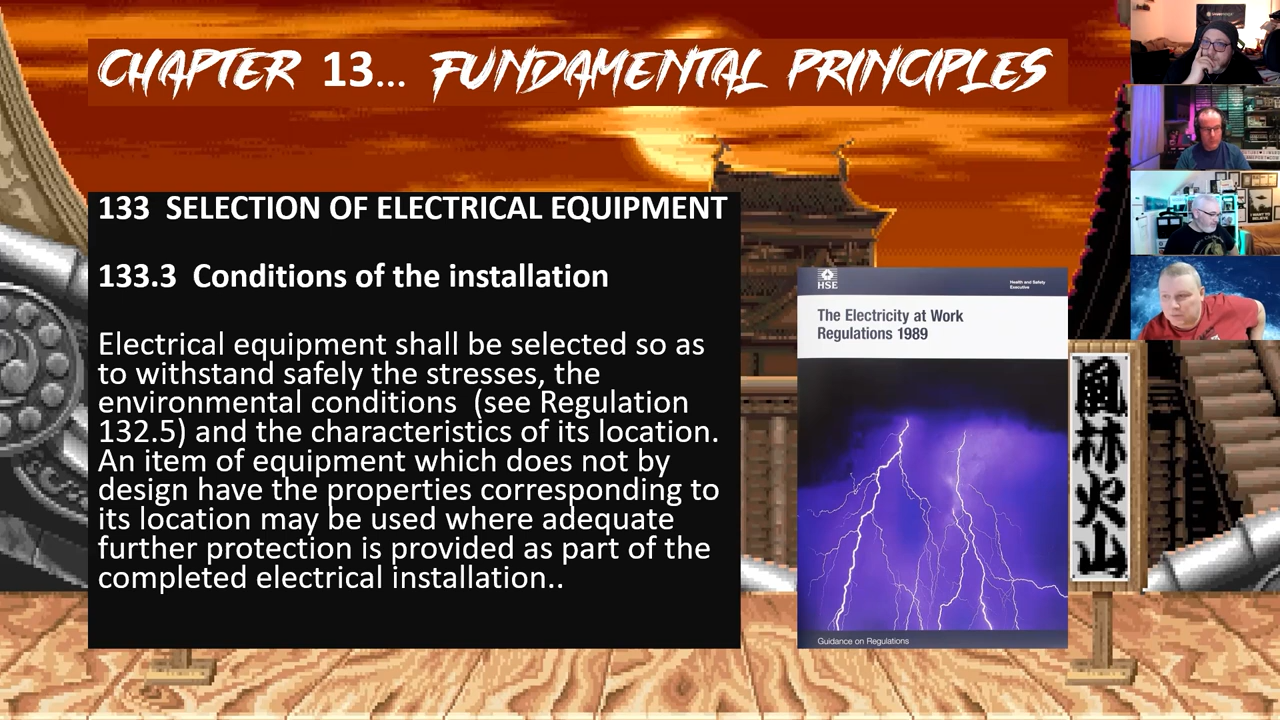 CHAPTER 13... FUNDAMENTAL PRINCIPLES
133 SELECTION OF ELECTRICAL EQUIPMENT
133.3 Conditions of the installation
Electrical equipment shall be selected so as
to withstand safely the stresses, the
environmental conditions (see Regulation
132.5) and the characteristics of its location.
An item of equipment which does not by
design have the properties corresponding to
its location may be used where adequate
further protection is provided as part of the
completed electrical installation..
HSE
Health and Safety
Executive
The Electricity at Work
Regulations 1989
Guidance on Regulations
風林火山
I WANT TO
BELIEVE